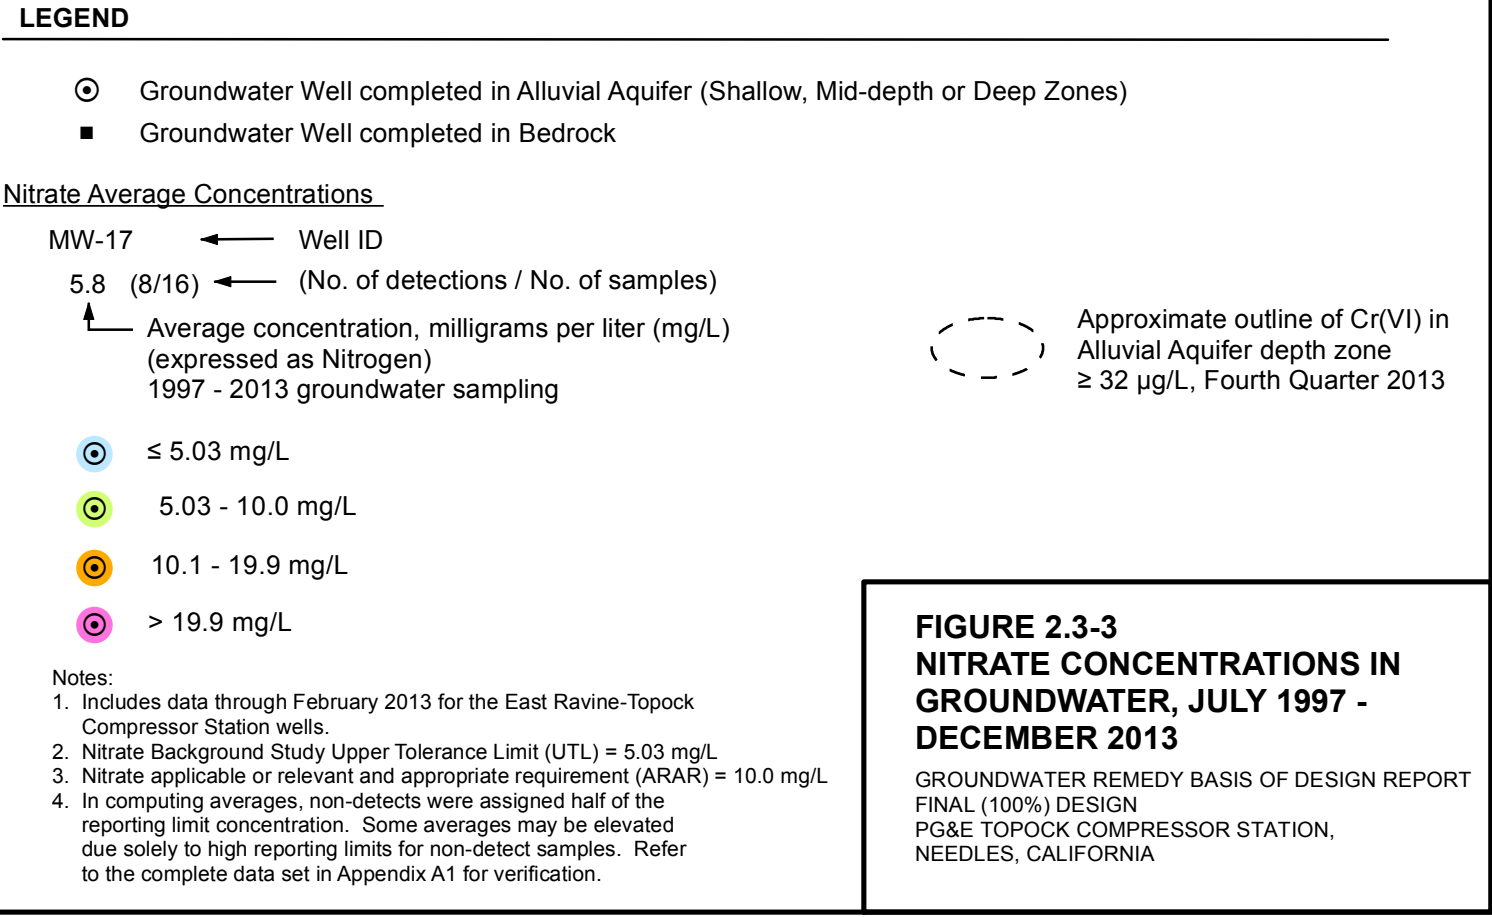 LEGEND
Groundwater Well completed in Alluvial Aquifer (Shallow, Mid-depth or Deep Zones)
Groundwater Well completed in Bedrock
Nitrate Average Concentrations
MW-17 Well ID
5.8 (8/16) (No. of detections / No. of samples)
Average concentration, milligrams per liter (mg/L)
(expressed as Nitrogen)
1997 - 2013 groundwater sampling
Approximate outline of Cr(VI) in
Alluvial Aquifer depth zone
≥ 32 µg/L, Fourth Quarter 2013
≤ 5.03 mg/L
5.03 - 10.0 mg/L
10.1 - 19.9 mg/L
> 19.9 mg/L
Notes:
1. Includes data through February 2013 for the East Ravine-Topock
Compressor Station wells.
2. Nitrate Background Study Upper Tolerance Limit (UTL) = 5.03 mg/L
3. Nitrate applicable or relevant and appropriate requirement (ARAR) = 10.0 mg/L
4. In computing averages, non-detects were assigned half of the
reporting limit concentration. Some averages may be elevated
due solely to high reporting limits for non-detect samples. Refer
to the complete data set in Appendix A1 for verification.
FIGURE 2.3-3
NITRATE CONCENTRATIONS IN
GROUNDWATER, JULY 1997 -
DECEMBER 2013
GROUNDWATER REMEDY BASIS OF DESIGN REPORT
FINAL (100%) DESIGN
PG&E TOPOCK COMPRESSOR STATION,
NEEDLES, CALIFORNIA